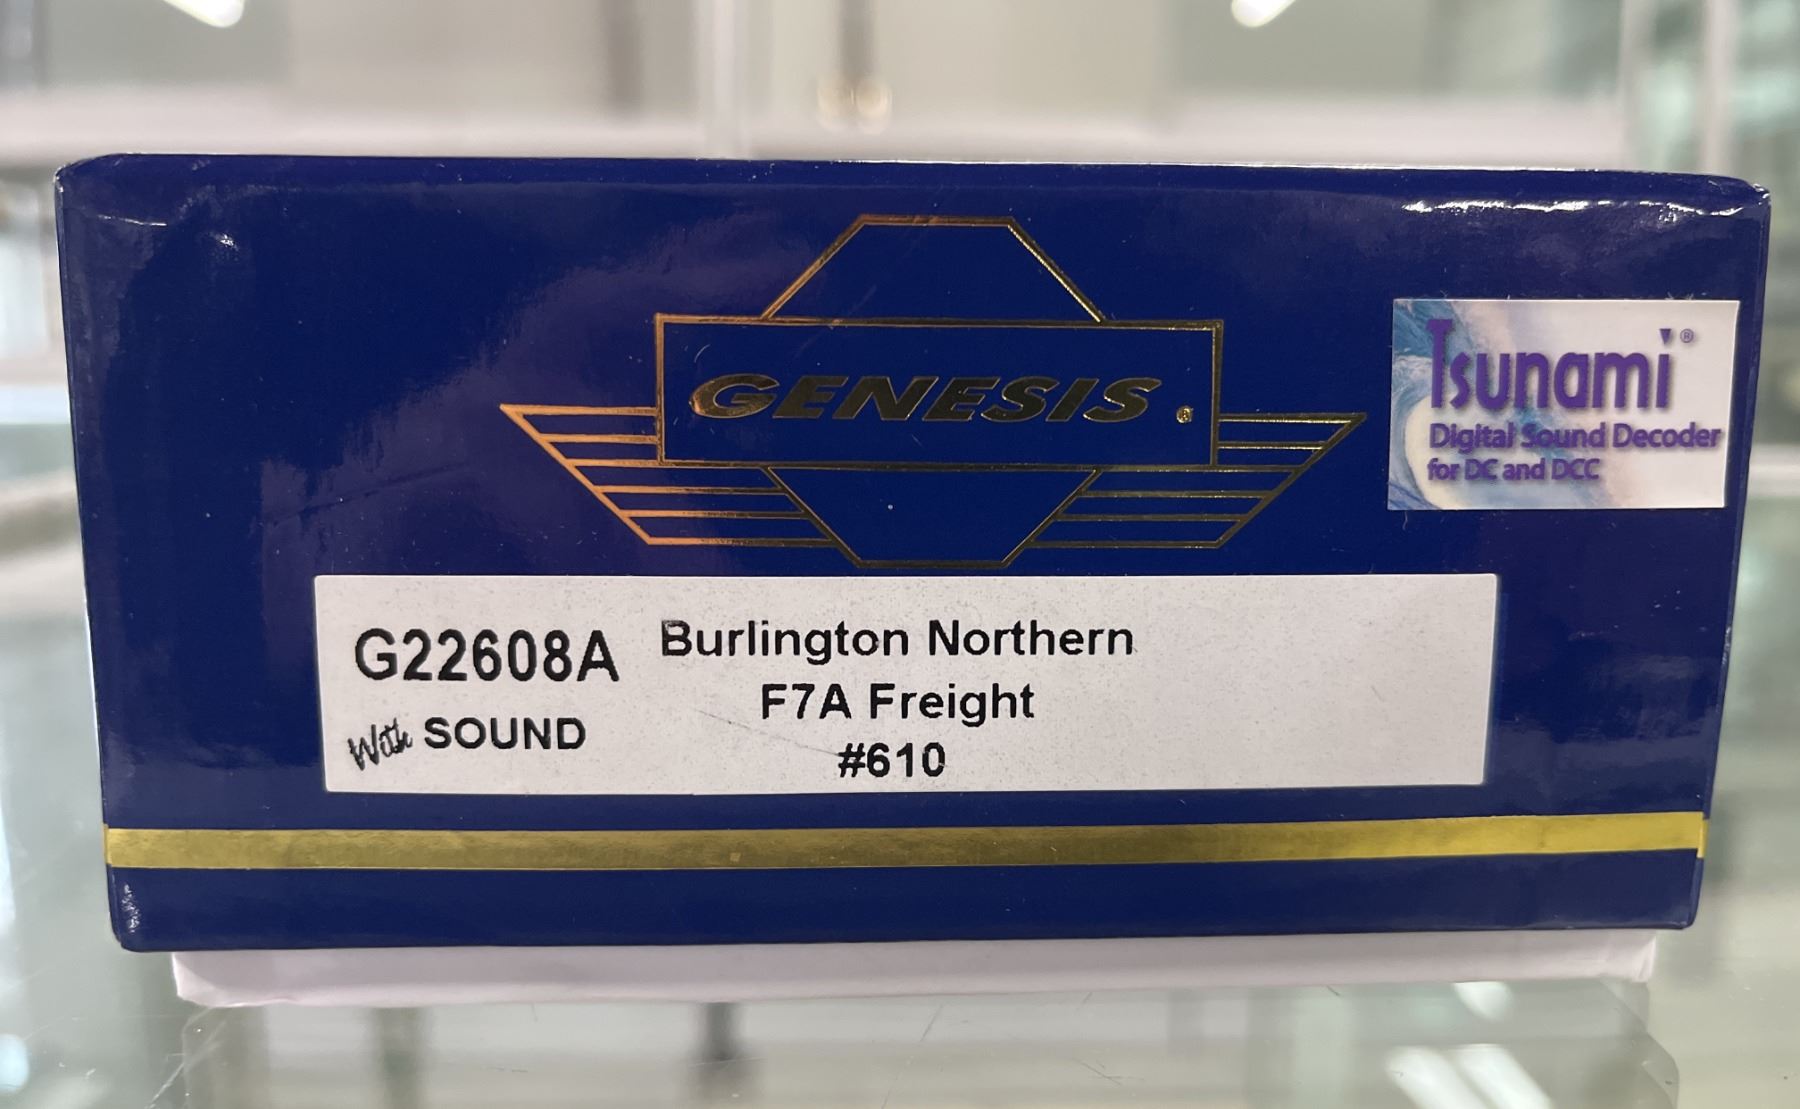 GENESIS®
Tsunami®
Digital Sound Decoder
for DC and DCC
G22608A
With SOUND
Burlington Northern
F7A Freight
#610